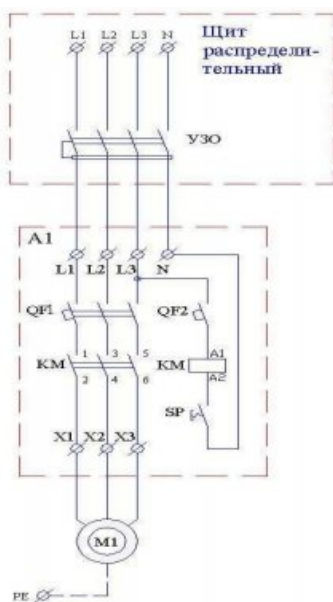 L1 L2 L3 N
Щит
распредели-
тельный
УЗО
A1
L1 L2 L3 N
QF1 QF2
KM 1 3 5
2 4 6
KM A1
A2
SP
X1 X2 X3
M1
PE